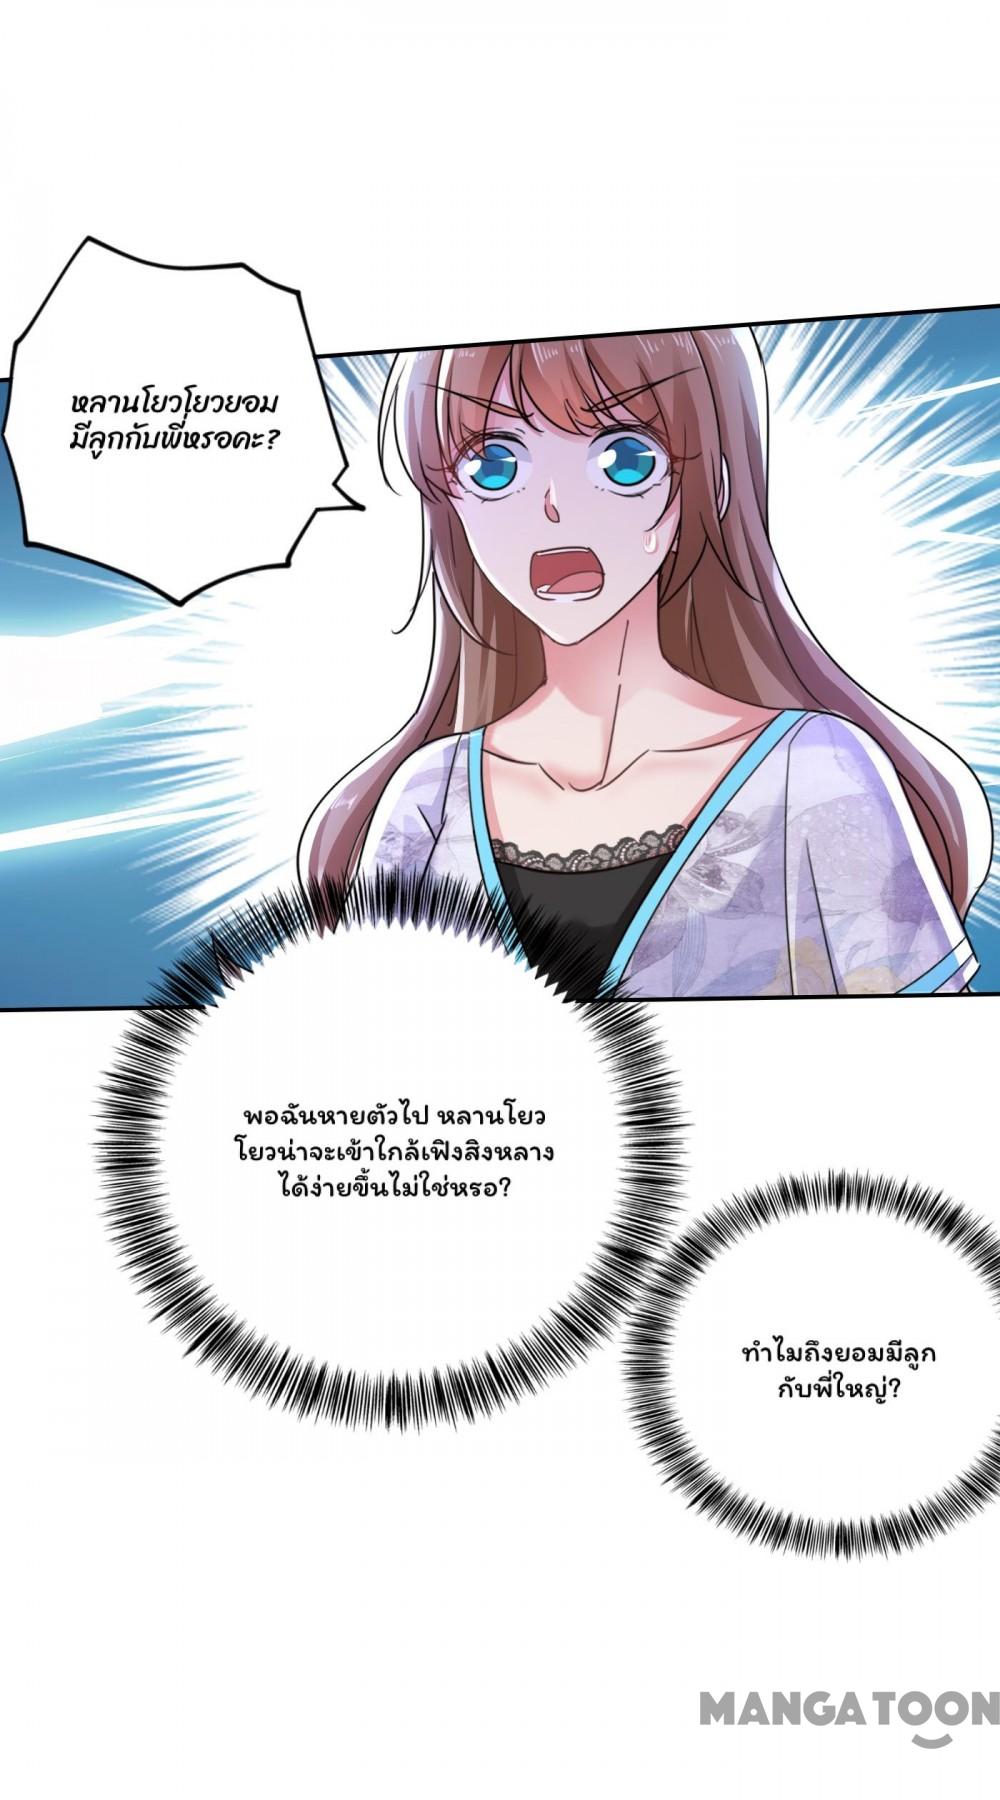 หลานโยวโยวยอม
มีลูกกับพี่หรอคะ?
พอฉันหายตัวไป หลานโยว
โยวน่าจะเข้าใกล้เฟิงสิงหลาง
ได้ง่ายขึ้นไม่ใช่หรอ?
ทำไมถึงยอมมีลูก
กับพี่ใหญ่?
MANGATOON